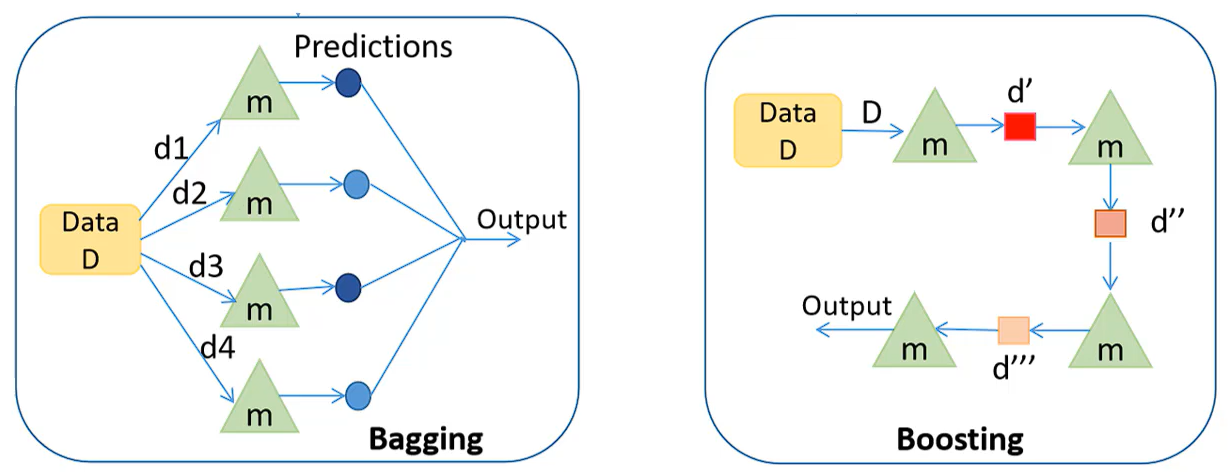 Predictions
m
d1
m
d2
Data
D
Output
d3
m
d4
m
Bagging
Data
D
D
m
d’
m
d’’
Output
m
d’’’
m
Boosting